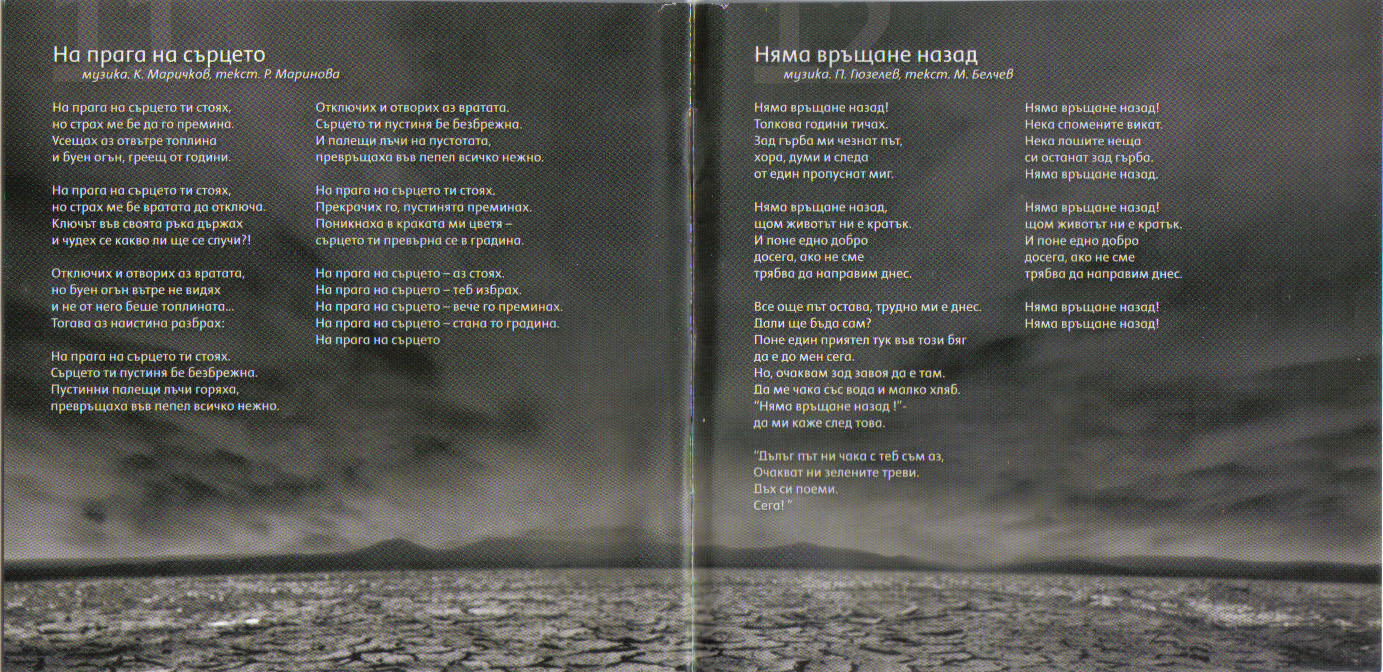 11
На прага на сърцето
музика. К. Маричков, текст. Р. Маринова
На прага на сърцето ти стоях,
но страх ме бе да го премина.
Усещах аз отвътре топлина
и буен огън, греещ от години.
На прага на сърцето ти стоях,
но страх ме бе вратата да отключа.
Ключът във своята ръка държах
и чудех се какво ли ще се случи?!
Отключих и отворих аз вратата,
но буен огън вътре не видях
и не от него беше топлината...
Тогава аз наистина разбрах:
На прага на сърцето ти стоях.
Сърцето ти пустиня бе безбрежна.
Пустинни палещи лъчи горяха,
превръщаха във пепел всичко нежно.
Отключих и отворих аз вратата.
Сърцето ти пустиня бе безбрежна.
И палещи лъчи на пустотата,
превръщаха във пепел всичко нежно.
На прага на сърцето ти стоях,
Прекрачих го, пустинята преминах.
Поникнаха в краката ми цветя –
сърцето ти превърна се в градина.
На прага на сърцето – аз стоях.
На прага на сърцето – теб избрах.
На прага на сърцето – вече го преминах.
На прага на сърцето – стана то градина.
На прага на сърцето
12
Няма връщане назад
музика. П. Гюзелев, текст. М. Белчев
Няма връщане назад!
Толкова години тичах.
Зад гърба ми чезнат път,
хора, думи и следа
от един пропуснат миг.
Няма връщане назад,
щом животът ни е кратък.
И поне едно добро
досега, ако не сме
трябва да направим днес.
Все още път остава, трудно ми е днес.
Дали ще бъда сам?
Поне един приятел тук във този бяг
да е до мен сега.
Но, очаквам зад завоя да е там.
Да ме чака със вода и малко хляб.
"Няма връщане назад !"-
да ми каже след това.
"Дълъг път ни чака с теб съм аз,
Очакват ни зелените треви.
Дъх си поеми.
Сега! "
Няма връщане назад!
Нека спомените викат.
Нека лошите неща
си останат зад гърба.
Няма връщане назад.
Няма връщане назад!
щом животът ни е кратък.
И поне едно добро
досега, ако не сме
трябва да направим днес.
Няма връщане назад!
Няма връщане назад!